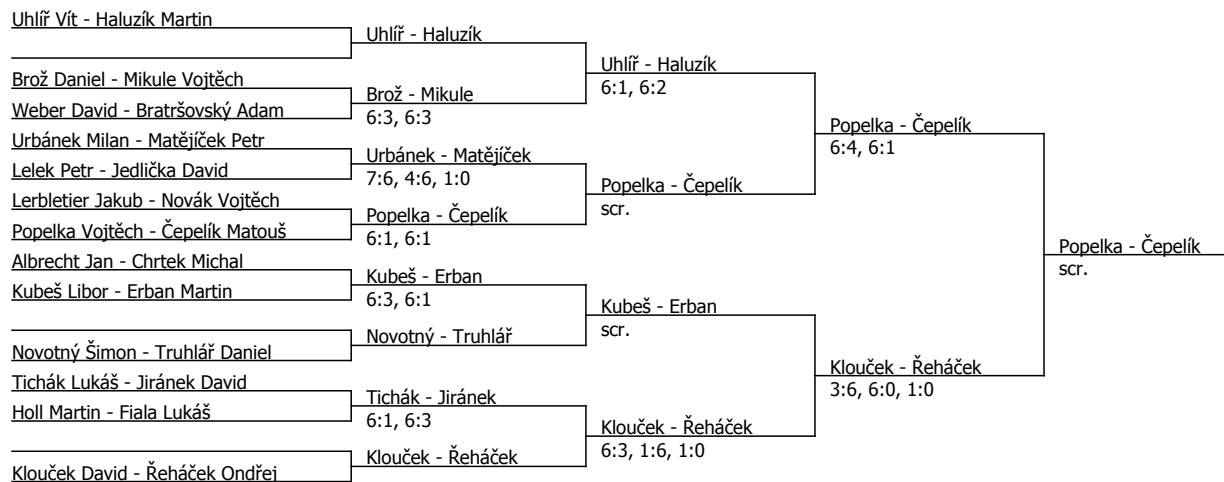 Uhlíř Vít - Haluzík Martin
Uhlíř - Haluzík
Uhlíř - Haluzík
6:1, 6:2
Brož Daniel - Mikule Vojtěch
Brož - Mikule
6:3, 6:3
Weber David - Bratršovský Adam
Popelka - Čepelík
6:4, 6:1
Urbánek Milan - Matějíček Petr
Urbánek - Matějíček
7:6, 4:6, 1:0
Lelek Petr - Jedlička David
Popelka - Čepelík
scr.
Lerbletier Jakub - Novák Vojtěch
Popelka - Čepelík
6:1, 6:1
Popelka Vojtěch - Čepelík Matouš
Popelka - Čepelík
scr.
Albrecht Jan - Chrtek Michal
Kubeš - Erban
6:3, 6:1
Kubeš Libor - Erban Martin
Kubeš - Erban
scr.
Novotný - Truhlář
Novotný Šimon - Truhlář Daniel
Klouček - Řeháček
3:6, 6:0, 1:0
Tichák Lukáš - Jiránek David
Tichák - Jiránek
6:1, 6:3
Holl Martin - Fiala Lukáš
Klouček - Řeháček
6:3, 1:6, 1:0
Klouček - Řeháček
Klouček David - Řeháček Ondřej